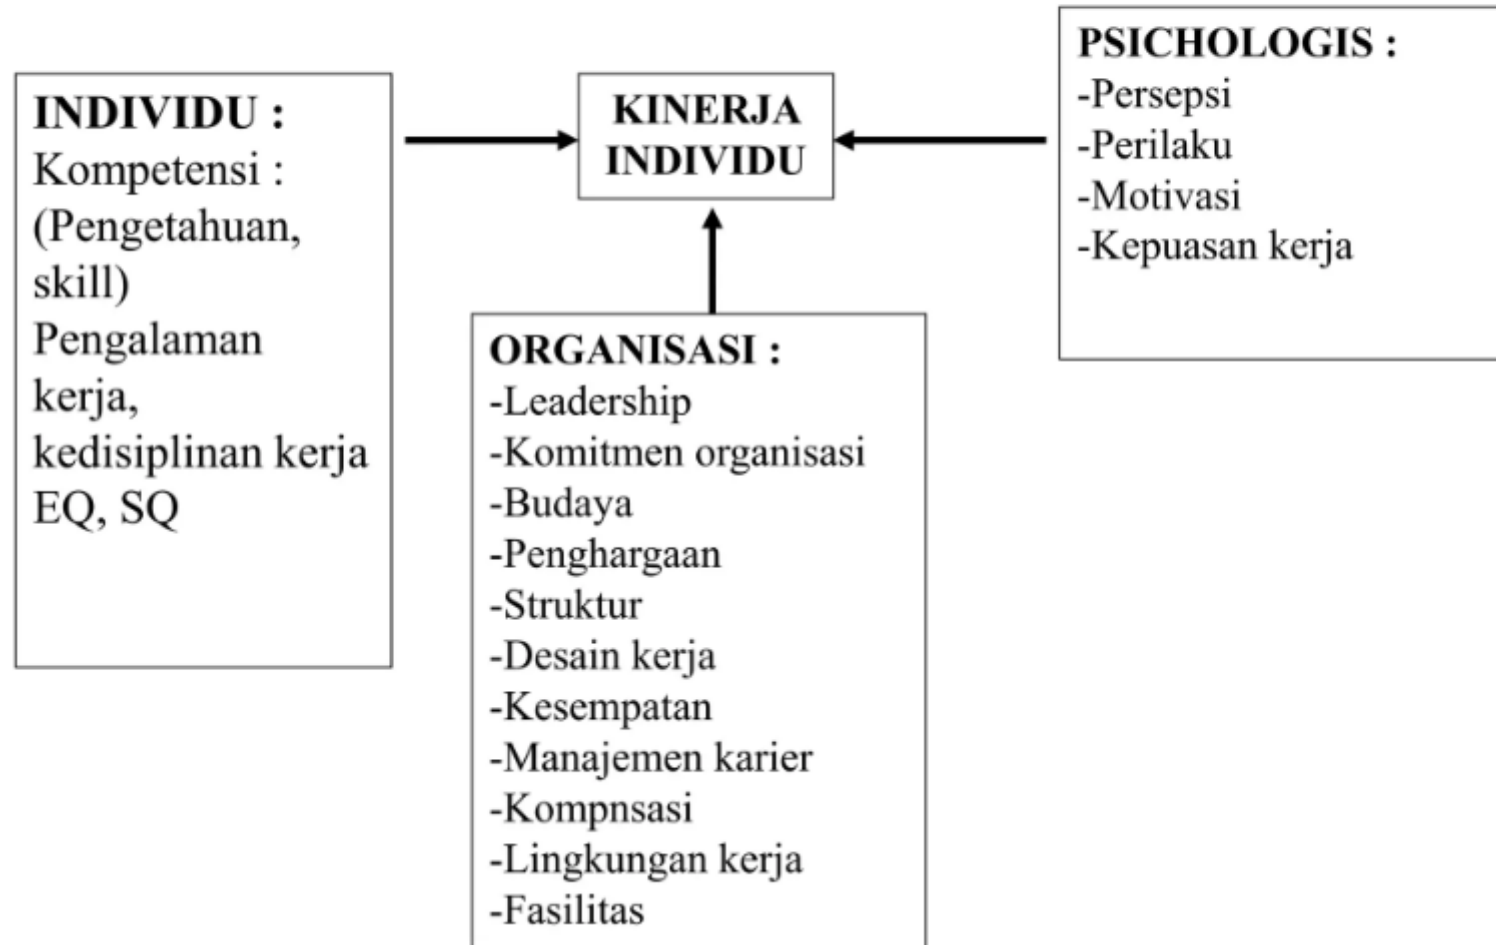 INDIVIDU :
Kompetensi :
(Pengetahuan,
skill)
Pengalaman
kerja,
kedisiplinan kerja
EQ, SQ
KINERJA
INDIVIDU
PSICHOLOGIS :
-Persepsi
-Perilaku
-Motivasi
-Kepuasan kerja
ORGANISASI :
-Leadership
-Komitmen organisasi
-Budaya
-Penghargaan
-Struktur
-Desain kerja
-Kesempatan
-Manajemen karier
-Kompnsasi
-Lingkungan kerja
-Fasilitas